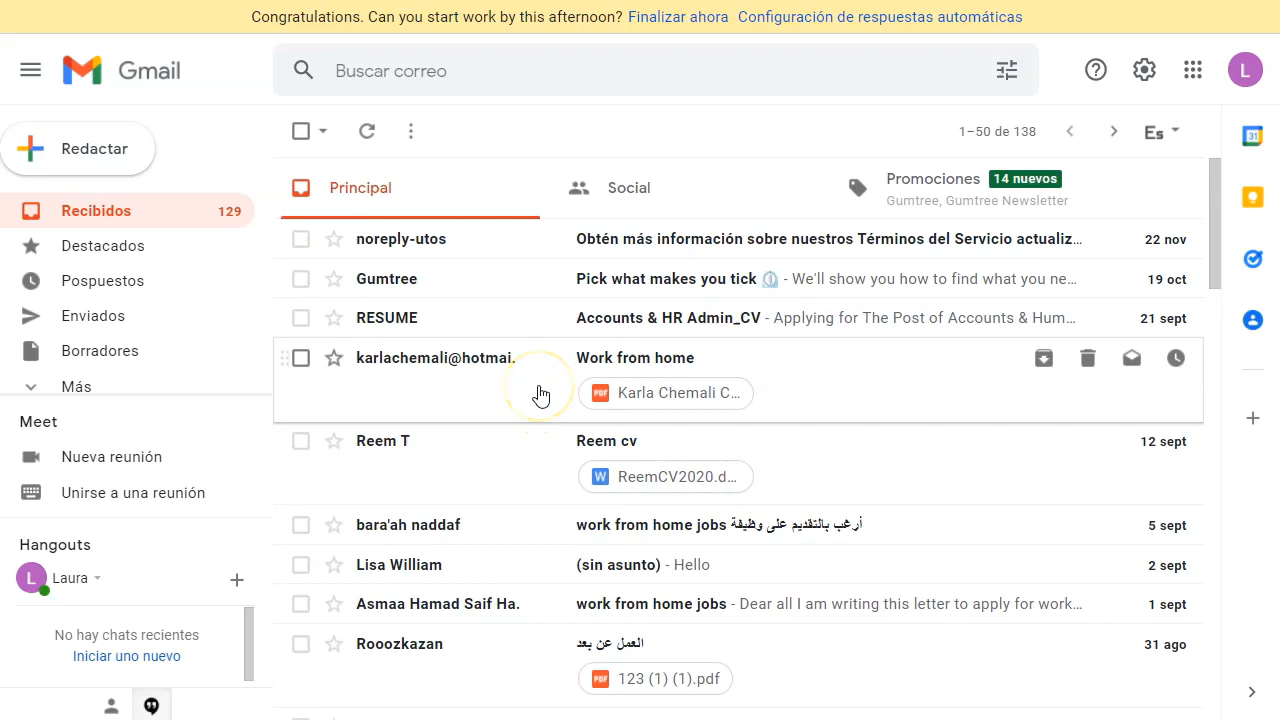 Congratulations. Can you start work by this afternoon? Finalizar ahora Configuración de respuestas automáticas
Gmail
Buscar correo
L
Redactar
1–50 de 138
Es
Recibidos 129
Destacados
Pospuestos
Enviados
Borradores
Más
Meet
Nueva reunión
Unirse a una reunión
Hangouts
L Laura
No hay chats recientes
Iniciar uno nuevo
Principal
Social
Promociones 14 nuevos
Gumtree, Gumtree Newsletter
noreply-utos Obtén más información sobre nuestros Términos del Servicio actualiz... 22 nov
Gumtree Pick what makes you tick - We'll show you how to find what you ne... 19 oct
RESUME Accounts & HR Admin_CV - Applying for The Post of Accounts & Hum... 21 sept
karlachemali@hotmai. Work from home
PDF Karla Chemali C...
Reem T Reem cv 12 sept
W ReemCV2020.d...
bara'ah naddaf work from home jobs أرغب بالتقديم على وظيفة 5 sept
Lisa William (sin asunto) - Hello 2 sept
Asmaa Hamad Saif Ha. work from home jobs - Dear all I am writing this letter to apply for work... 1 sept
Rooozkazan العمل عن بعد 31 ago
PDF 123 (1) (1).pdf
31